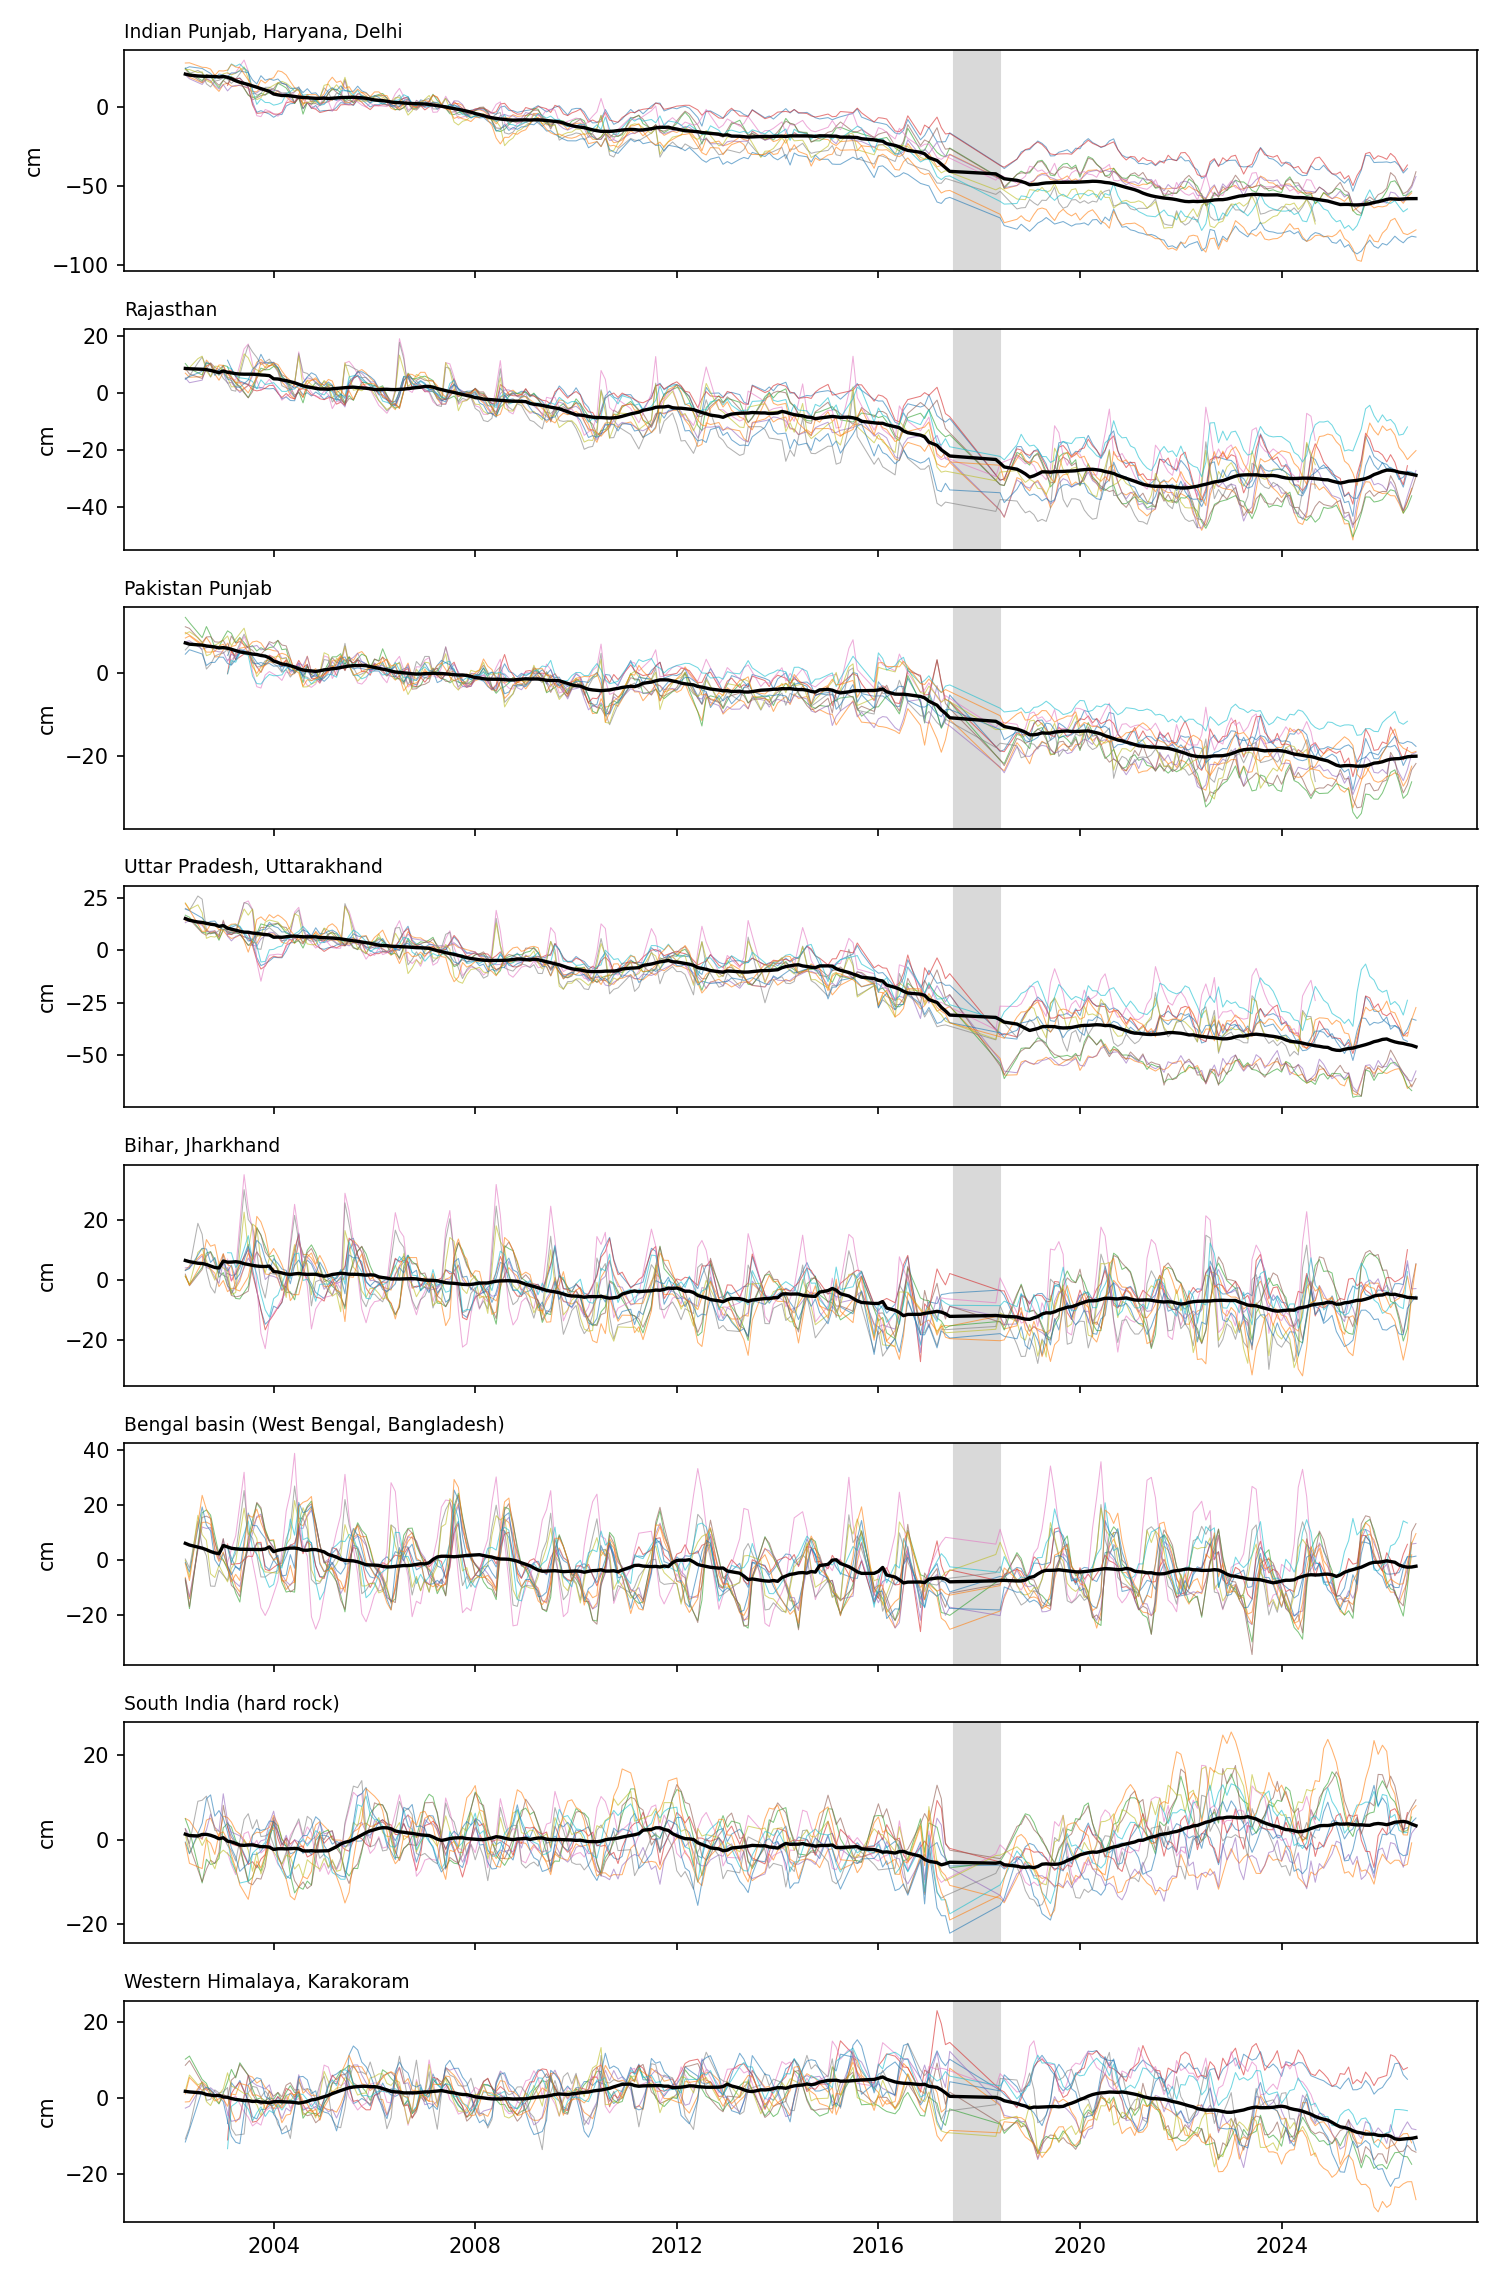 Indian Punjab, Haryana, Delhi
0
−50
−100
cm
Rajasthan
20
0
−20
−40
cm
Pakistan Punjab
0
−20
cm
Uttar Pradesh, Uttarakhand
25
0
−25
−50
cm
Bihar, Jharkhand
20
0
−20
cm
Bengal basin (West Bengal, Bangladesh)
40
20
0
−20
cm
South India (hard rock)
20
0
−20
cm
Western Himalaya, Karakoram
20
0
−20
cm
2004 2008 2012 2016 2020 2024